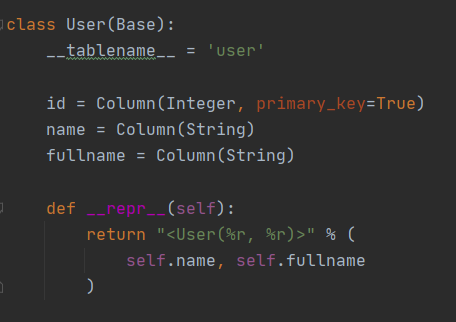 class User(Base):
    __tablename__ = 'user'

    id = Column(Integer, primary_key=True)
    name = Column(String)
    fullname = Column(String)

    def __repr__(self):
        return "<User(%r, %r)>" % (
            self.name, self.fullname
        )